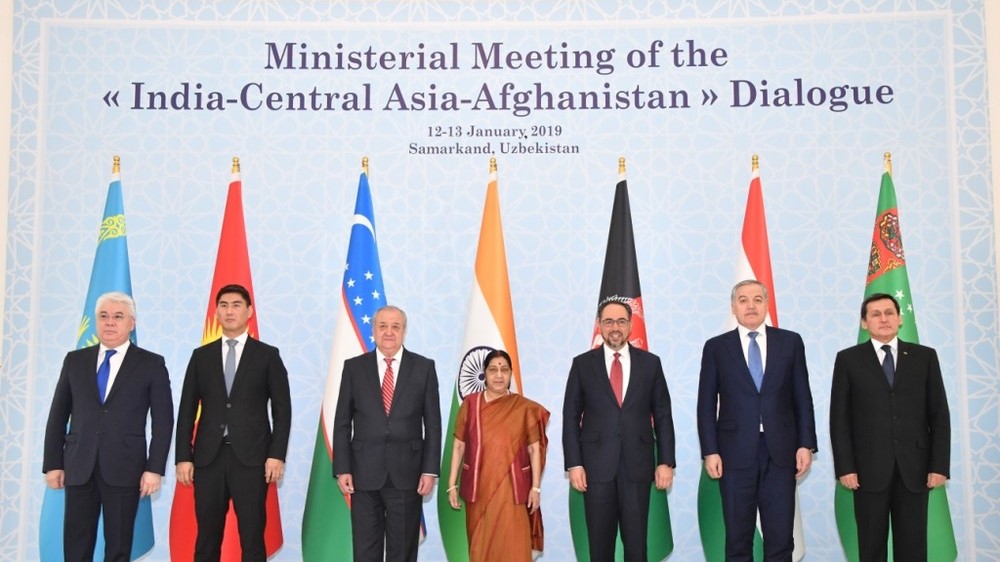 Ministerial Meeting of the
« India-Central Asia-Afghanistan » Dialogue
12-13 January, 2019
Samarkand, Uzbekistan